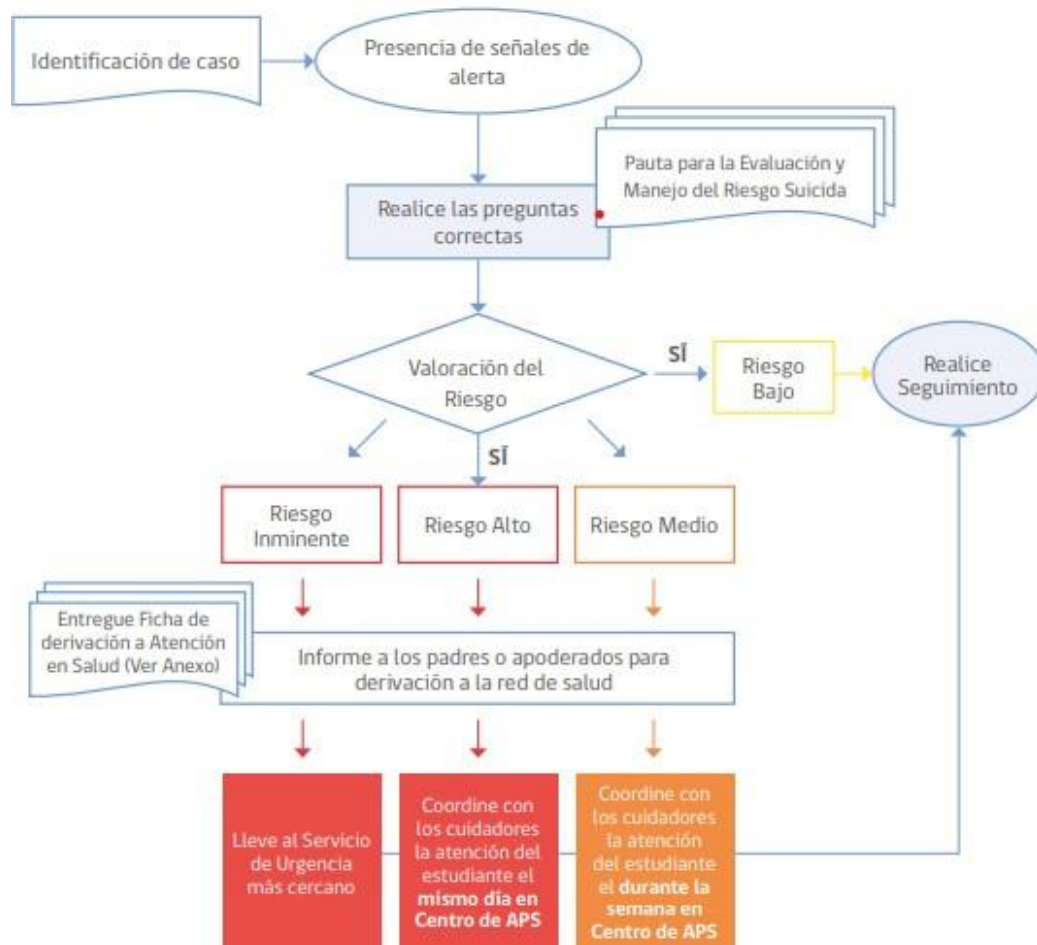 Identificación de caso
Presencia de señales de
alerta
Pauta para la Evaluación y
Manejo del Riesgo Suicida
Realice las preguntas
correctas
Valoración del
Riesgo
SÍ
Riesgo
Bajo
Realice
Seguimiento
SÍ
Riesgo
Inminente
Riesgo Alto
Riesgo Medio
Entregue Ficha de
derivación a Atención
en Salud (Ver Anexo)
Informe a los padres o apoderados para
derivación a la red de salud
Lleve al Servicio
de Urgencia
más cercano
Coordine con
los cuidadores
la atención del
estudiante el
mismo día en
Centro de APS
Coordine con
los cuidadores
la atención
del estudiante
el durante la
semana en
Centro de APS